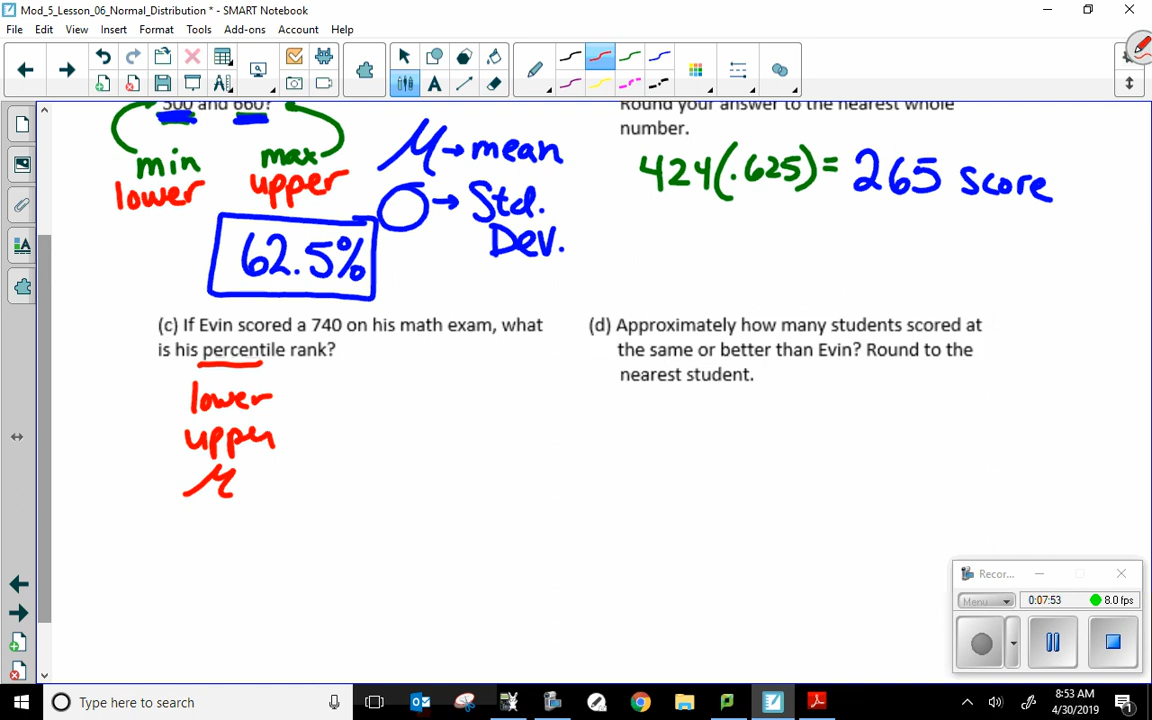 Mod_5_Lesson_06_Normal_Distribution * - SMART Notebook
File Edit View Insert Format Tools Add-ons Account Help
300 and 660?
min
lower
max
upper
μ → mean
σ → Std.
Dev.
62.5%
Round your answer to the nearest whole
number.
424(.625)= 265 score
(c) If Evin scored a 740 on his math exam, what
is his percentile rank?
lower
upper
μ
(d) Approximately how many students scored at
the same or better than Evin? Round to the
nearest student.
Recor...
Menu
0:07:53
8.0 fps
Type here to search
8:53 AM
4/30/2019